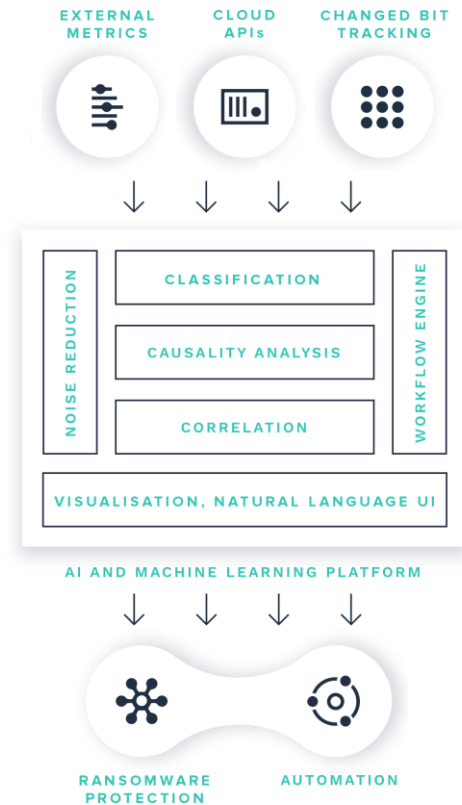 EXTERNAL
METRICS
CLOUD
APIs
CHANGED BIT
TRACKING
NOISE REDUCTION
CLASSIFICATION
CAUSALITY ANALYSIS
CORRELATION
WORKFLOW ENGINE
VISUALISATION, NATURAL LANGUAGE UI
AI AND MACHINE LEARNING PLATFORM
RANSOMWARE
PROTECTION
AUTOMATION